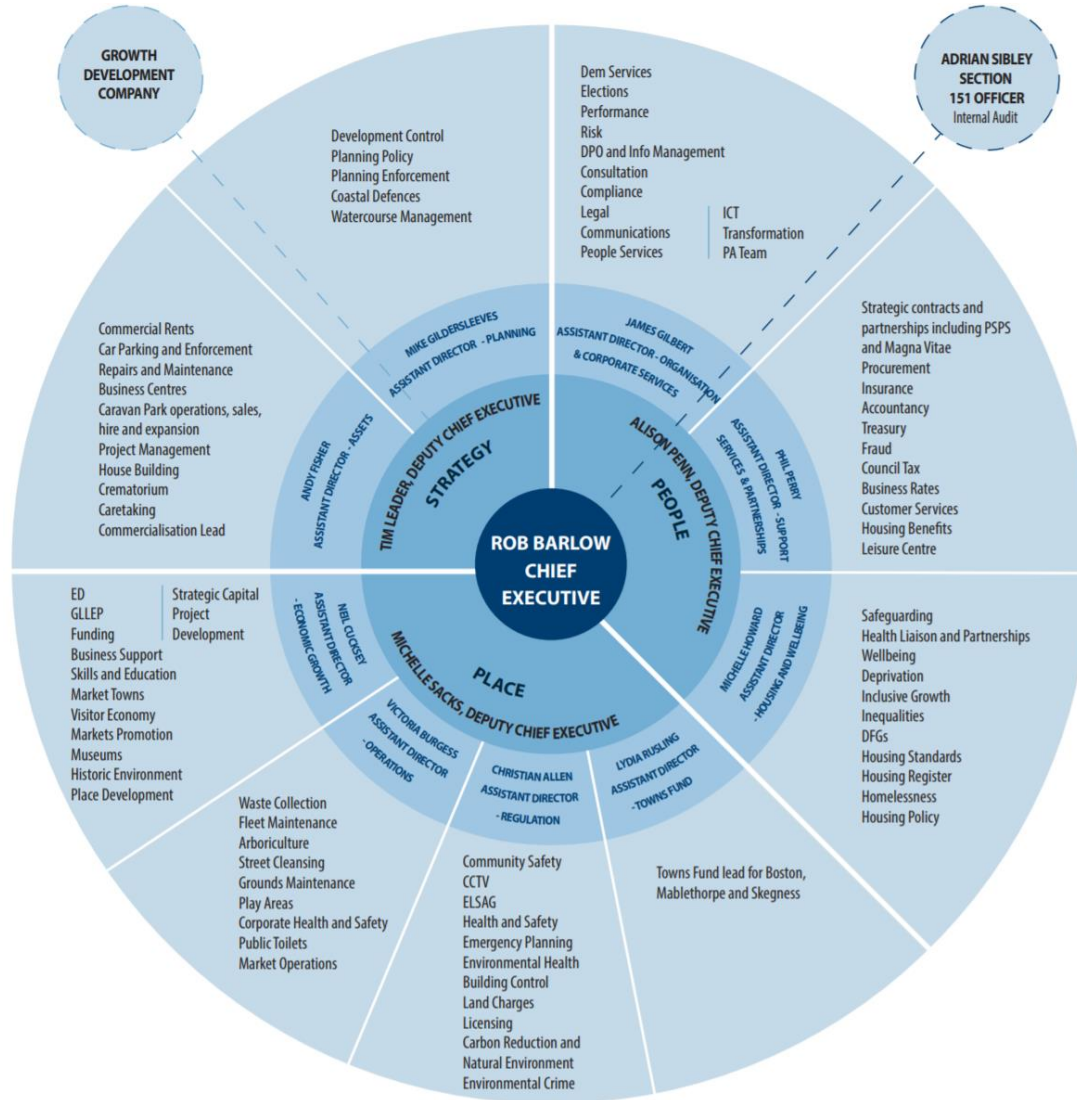 GROWTH
DEVELOPMENT
COMPANY
ADRIAN SIBLEY
SECTION
151 OFFICER
Internal Audit
Development Control
Planning Policy
Planning Enforcement
Coastal Defences
Watercourse Management
Dem Services
Elections
Performance
Risk
DPO and Info Management
Consultation
Compliance
Legal
Communications
People Services
ICT
Transformation
PA Team
Commercial Rents
Car Parking and Enforcement
Repairs and Maintenance
Business Centres
Caravan Park operations, sales,
hire and expansion
Project Management
House Building
Crematorium
Caretaking
Commercialisation Lead
Strategic contracts and
partnerships including PSPS
and Magna Vitae
Procurement
Insurance
Accountancy
Treasury
Fraud
Council Tax
Business Rates
Customer Services
Housing Benefits
Leisure Centre
MIKE GILDERSLEEVES
ASSISTANT DIRECTOR - PLANNING
JAMES GILBERT
ASSISTANT DIRECTOR - ORGANISATION
& CORPORATE SERVICES
ANDY FISHER
ASSISTANT DIRECTOR - ASSETS
PHIL PERRY
ASSISTANT DIRECTOR - SUPPORT
SERVICES & PARTNERSHIPS
TIM LEADER, DEPUTY CHIEF EXECUTIVE
STRATEGY
ALISON PENN, DEPUTY CHIEF EXECUTIVE
PEOPLE
ROB BARLOW
CHIEF
EXECUTIVE
PLACE
MICHELLE SACKS, DEPUTY CHIEF EXECUTIVE
NEIL CUCKSEY
ASSISTANT DIRECTOR
- ECONOMIC GROWTH
VICTORIA BURGESS
ASSISTANT DIRECTOR
- OPERATIONS
CHRISTIAN ALLEN
ASSISTANT DIRECTOR
- REGULATION
LYDIA RUSLING
ASSISTANT DIRECTOR
- TOWNS FUND
MICHELLE HOWARD
ASSISTANT DIRECTOR
- HOUSING AND WELLBEING
ED
GLLEP
Funding
Business Support
Skills and Education
Market Towns
Visitor Economy
Markets Promotion
Museums
Historic Environment
Place Development
Strategic Capital
Project
Development
Safeguarding
Health Liaison and Partnerships
Wellbeing
Deprivation
Inclusive Growth
Inequalities
DFGs
Housing Standards
Housing Register
Homelessness
Housing Policy
Waste Collection
Fleet Maintenance
Arboriculture
Street Cleansing
Grounds Maintenance
Play Areas
Corporate Health and Safety
Public Toilets
Market Operations
Community Safety
CCTV
ELSAG
Health and Safety
Emergency Planning
Environmental Health
Building Control
Land Charges
Licensing
Carbon Reduction and
Natural Environment
Environmental Crime
Towns Fund lead for Boston,
Mablethorpe and Skegness